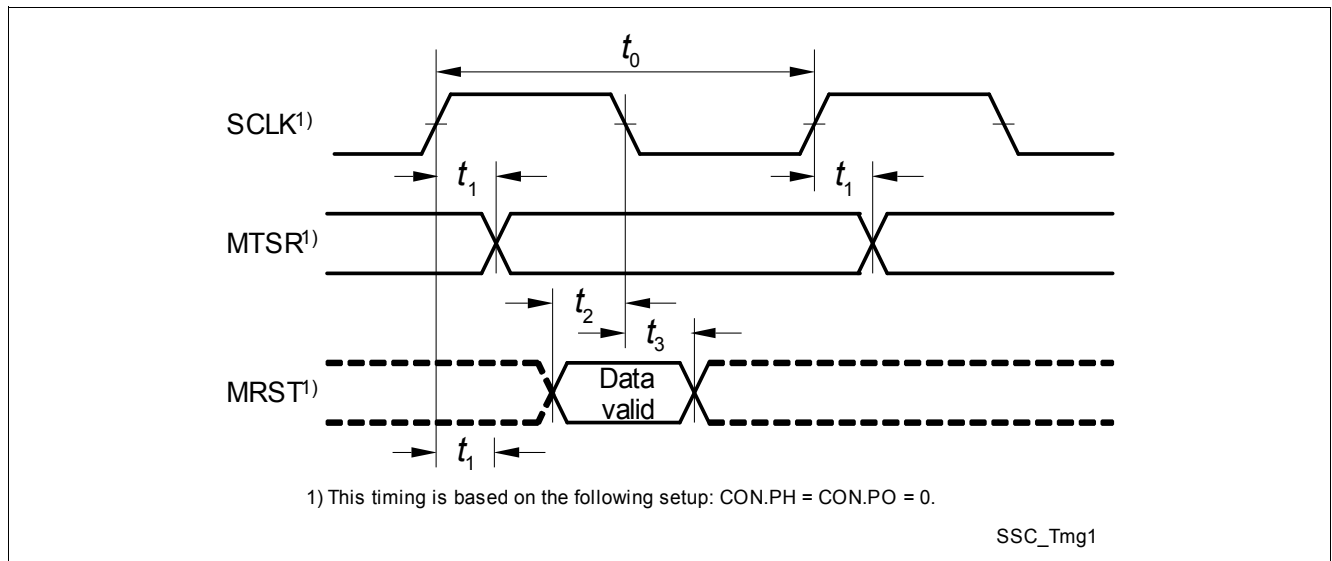 t0
SCLK1)
t1 t1
MTSR1)
t2
t3
MRST1)
Data
valid
t1
1) This timing is based on the following setup: CON.PH = CON.PO = 0.
SSC_Tmg1